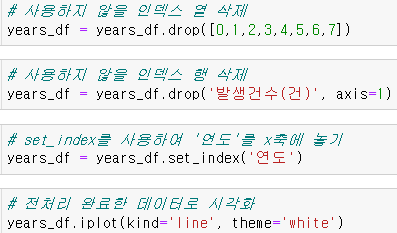 # 사용하지 않을 인덱스 열 삭제
years_df = years_df.drop([0,1,2,3,4,5,6,7])
# 사용하지 않을 인덱스 행 삭제
years_df = years_df.drop('발생건수(건)', axis=1)
# set_index를 사용하여 '연도'를 x축에 놓기
years_df = years_df.set_index('연도')
# 전처리 완료한 데이터로 시각화
years_df.iplot(kind='line', theme='white')